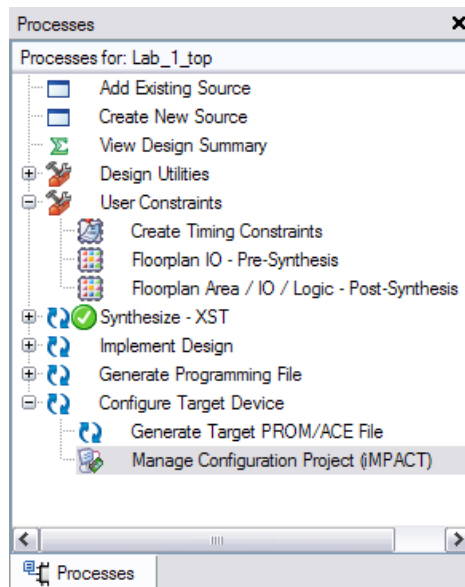 Processes
Processes for: Lab_1_top
Add Existing Source
Create New Source
View Design Summary
Design Utilities
User Constraints
Create Timing Constraints
Floorplan IO - Pre-Synthesis
Floorplan Area / IO / Logic - Post-Synthesis
Synthesize - XST
Implement Design
Generate Programming File
Configure Target Device
Generate Target PROM/ACE File
Manage Configuration Project (iMPACT)
Processes